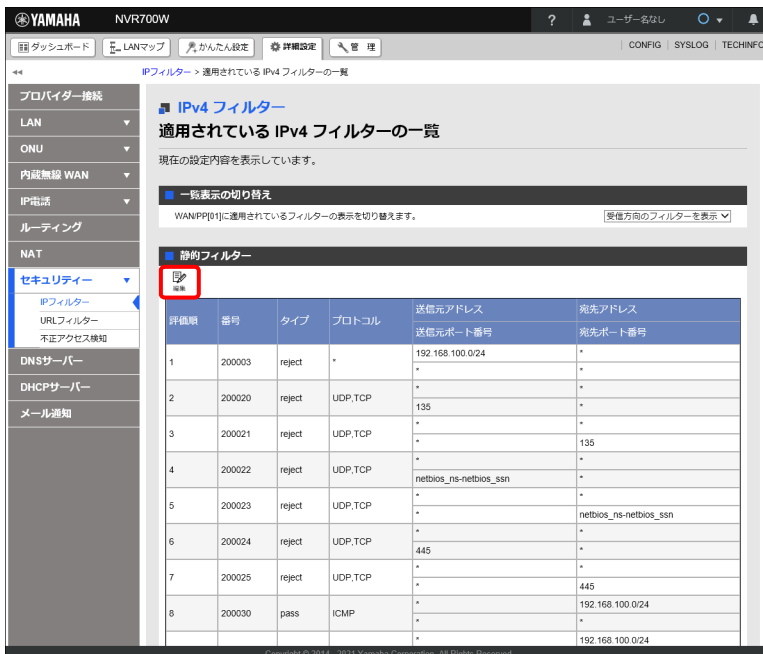 YAMAHA NVR700W ? ユーザー名なし
ダッシュボード LANマップ かんたん設定 詳細設定 管 理 CONFIG SYSLOG TECHINFO
IPフィルター > 適用されている IPv4 フィルターの一覧
プロバイダー接続
LAN
ONU
内蔵無線 WAN
IP電話
ルーティング
NAT
セキュリティー
IPフィルター
URLフィルター
不正アクセス検知
DNSサーバー
DHCPサーバー
メール通知
IPv4 フィルター
適用されている IPv4 フィルターの一覧
現在の設定内容を表示しています。
一覧表示の切り替え
WAN/PP[01]に適用されているフィルターの表示を切り替えます。 受信方向のフィルターを表示
静的フィルター
編集
評価順 番号 タイプ プロトコル 送信元アドレス 宛先アドレス
送信元ポート番号 宛先ポート番号
1 200003 reject * 192.168.100.0/24 *
* *
2 200020 reject UDP,TCP * *
135 *
3 200021 reject UDP,TCP * *
* 135
4 200022 reject UDP,TCP * *
netbios_ns-netbios_ssn *
5 200023 reject UDP,TCP * *
* netbios_ns-netbios_ssn
6 200024 reject UDP,TCP * *
445 *
7 200025 reject UDP,TCP * *
* 445
8 200030 pass ICMP * 192.168.100.0/24
* *
* 192.168.100.0/24
Copyright © 2014 - 2021 Yamaha Corporation. All Rights Reserved.